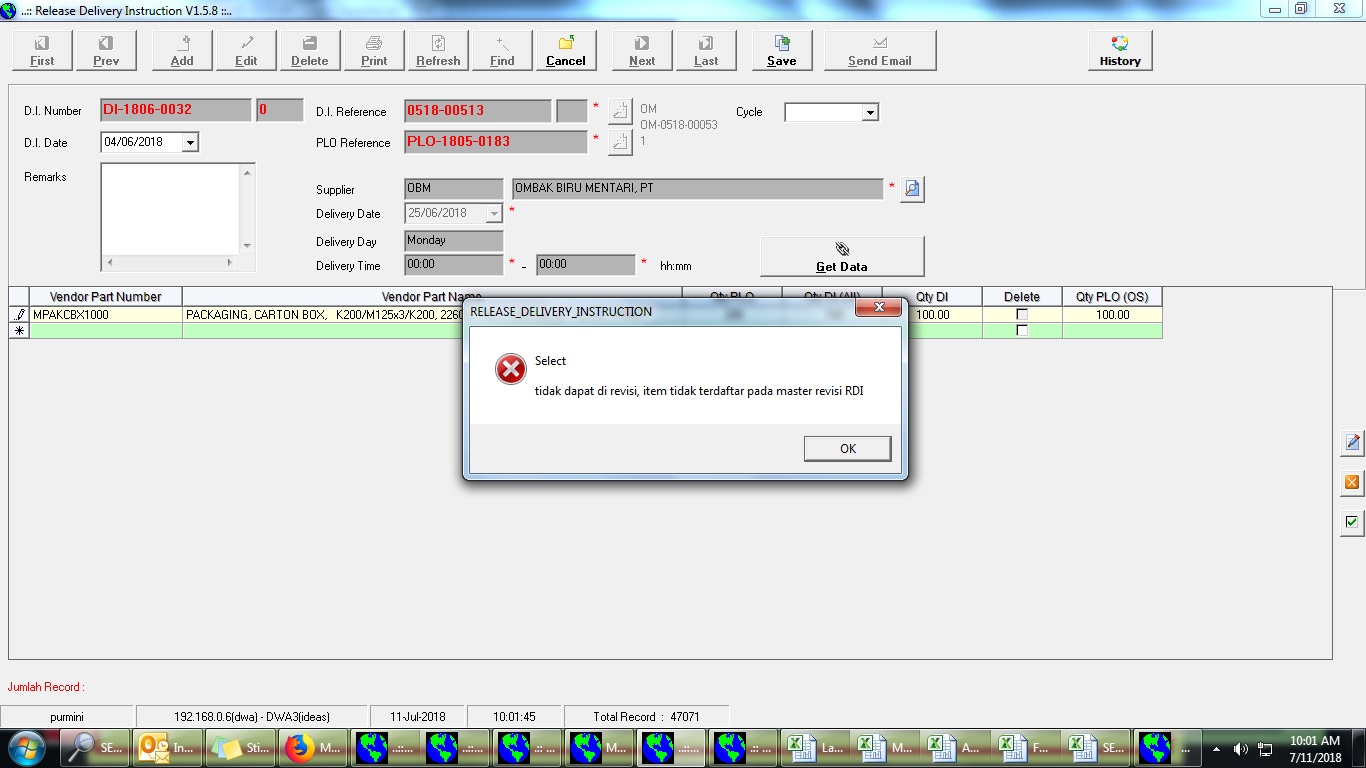 ..:: Release Delivery Instruction V1.5.8 ::..
First Prev Add Edit Delete Print Refresh Find Cancel Next Last Save Send Email History
D.I. Number DI-1806-0032 0 D.I. Reference 0518-00513 * OM Cycle
OM-0518-00053
D.I. Date 04/06/2018 PLO Reference PLO-1805-0183 * 1
Remarks
Supplier OBM OMBAK BIRU MENTARI, PT *
Delivery Date 25/06/2018 *
Delivery Day Monday
Delivery Time 00:00 * - 00:00 * hh:mm
Get Data
Vendor Part Number Vendor Part Name Qty PLO Qty DI (All) Qty DI Delete Qty PLO (OS)
MPAKCBX1000 PACKAGING, CARTON BOX, K200/M125x3/K200, 100.00 100.00
RELEASE_DELIVERY_INSTRUCTION
Select
tidak dapat di revisi, item tidak terdaftar pada master revisi RDI
OK
Jumlah Record :
purmini 192.168.0.6(dwa) - DWA3(ideas) 11-Jul-2018 10:01:45 Total Record : 47071
SE... In... Sti... M... ..::... ..::... :: ... M... ..::... :: ... La... M... A... F... SE... ... 10:01 AM
7/11/2018